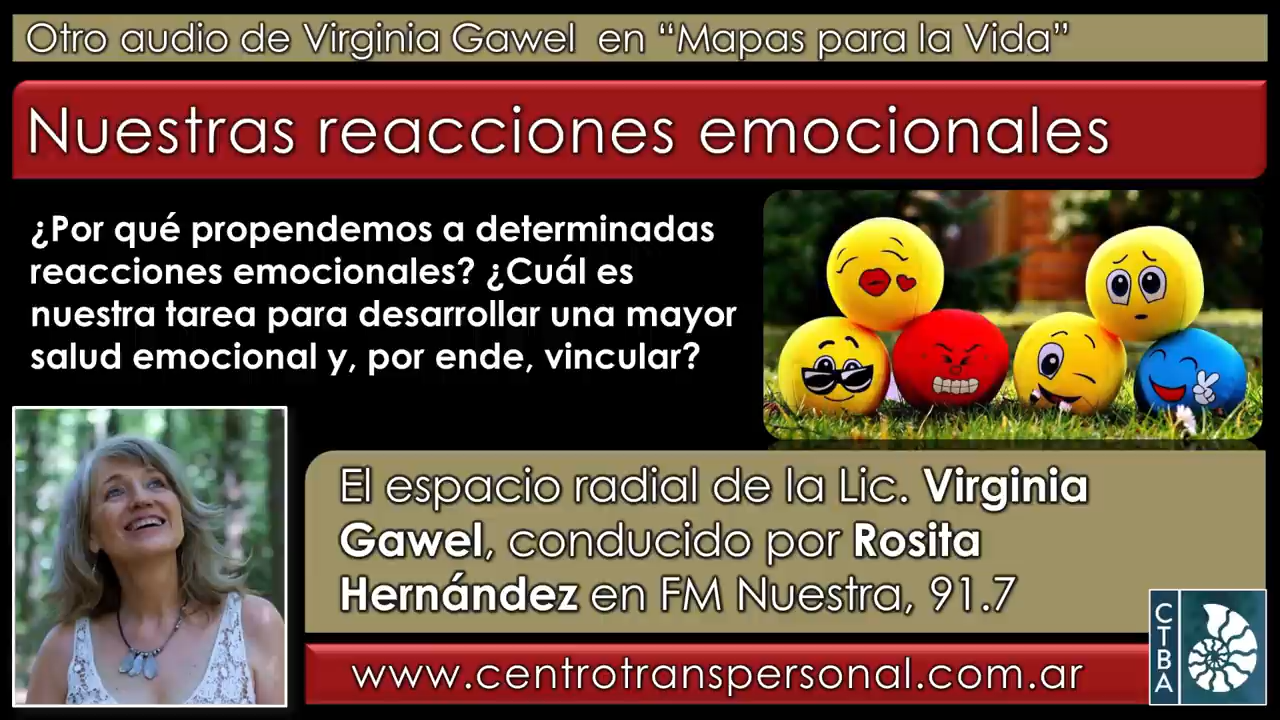 Otro audio de Virginia Gawel en “Mapas para la Vida”
Nuestras reacciones emocionales
¿Por qué propendemos a determinadas
reacciones emocionales? ¿Cuál es
nuestra tarea para desarrollar una mayor
salud emocional y, por ende, vincular?
El espacio radial de la Lic. Virginia
Gawel, conducido por Rosita
Hernández en FM Nuestra, 91.7
www.centrotranspersonal.com.ar
CTBA